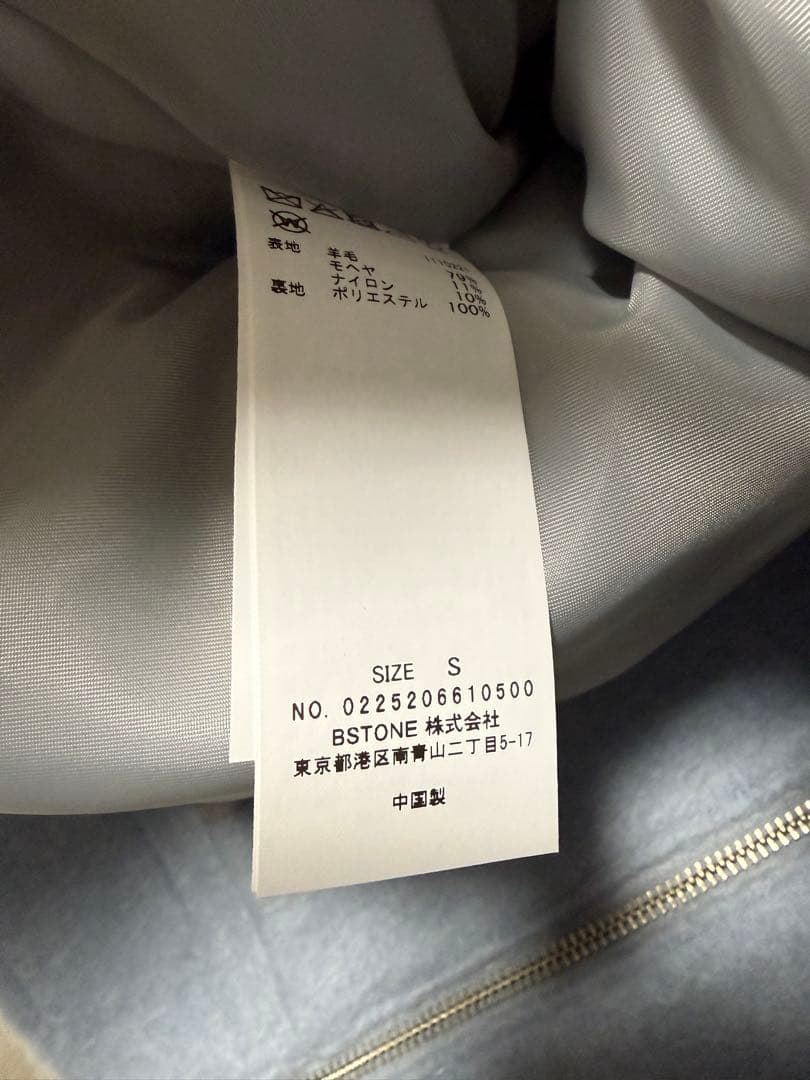 表地 羊毛 79%
モヘヤ 11%
ナイロン 10%
裏地 ポリエステル 100%
SIZE S
NO. 0225206610500
BSTONE 株式会社
東京都港区南青山二丁目5-17
中国製